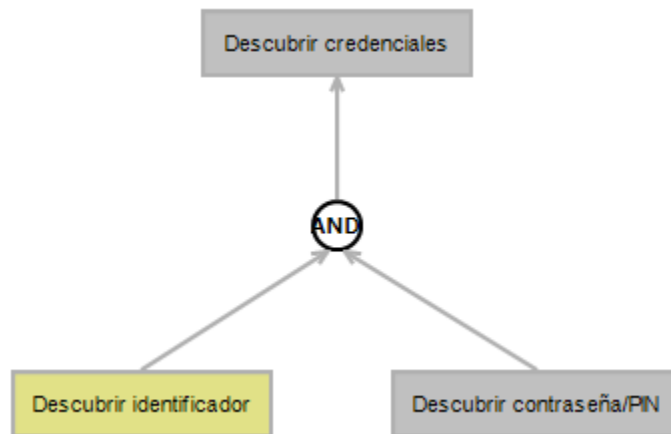 Descubrir credenciales
AND
Descubrir identificador
Descubrir contraseña/PIN